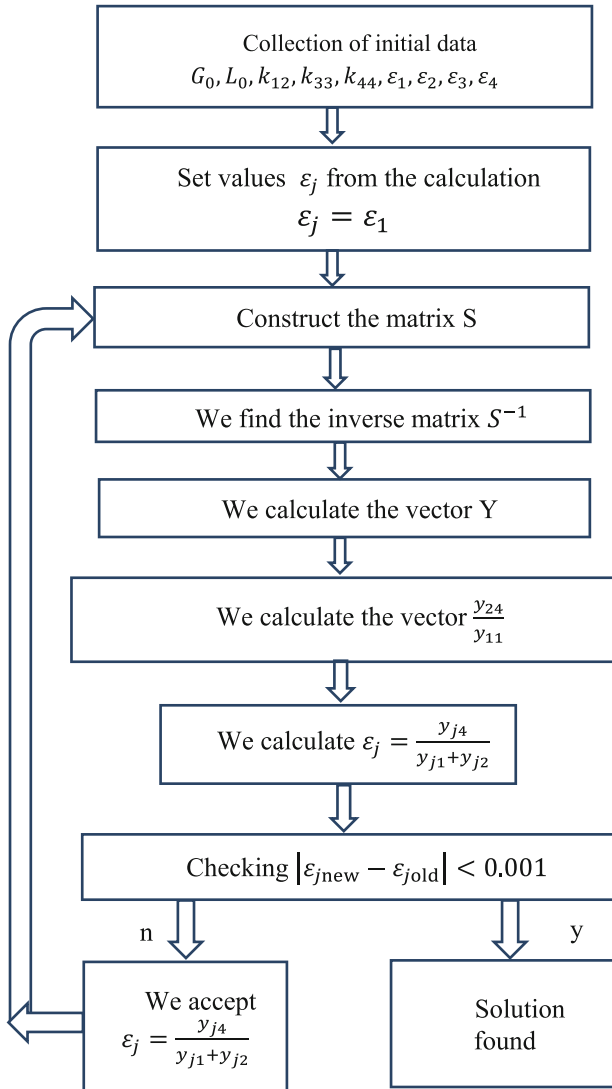 Collection of initial data
G₀, L₀, k₁₂, k₃₃, k₄₄, ε₁, ε₂, ε₃, ε₄
Set values εⱼ from the calculation
εⱼ = ε₁
Construct the matrix S
We find the inverse matrix S⁻¹
We calculate the vector Y
We calculate the vector y₂₄/y₁₁
We calculate εⱼ = yⱼ₄/(yⱼ₁+yⱼ₂)
Checking |εⱼnew − εⱼold| < 0.001
n
y
We accept
εⱼ = yⱼ₄/(yⱼ₁+yⱼ₂)
Solution
found